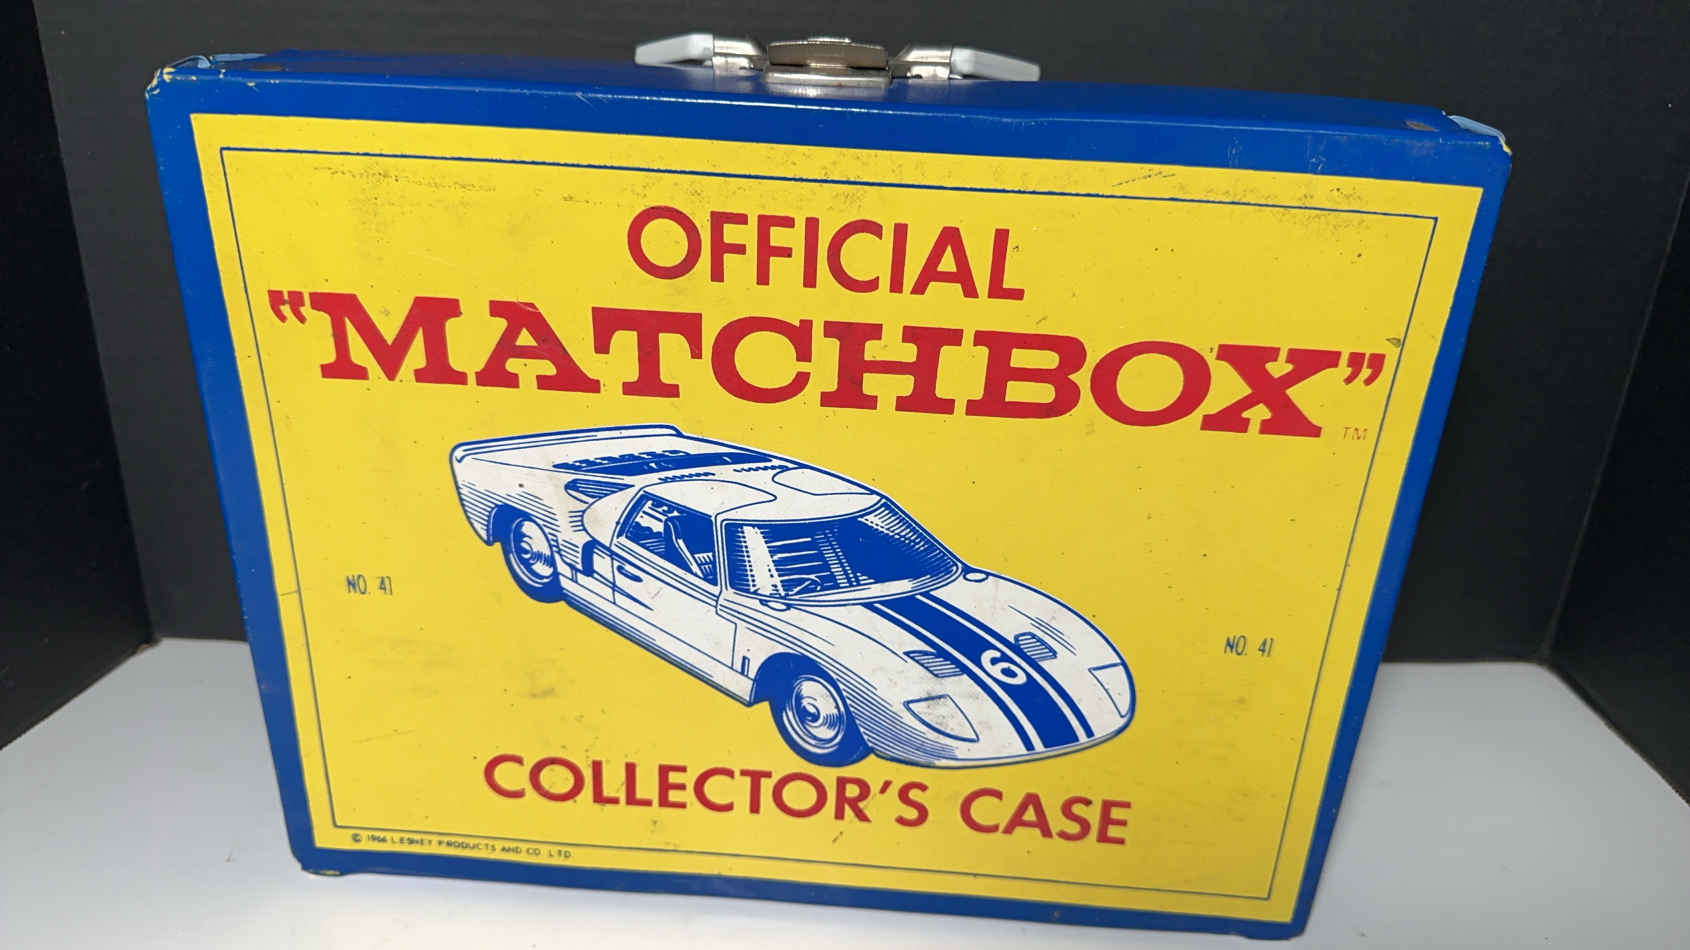 OFFICIAL
"MATCHBOX"
TM
NO. 41
6
NO. 41
COLLECTOR'S CASE
© 1966 LESNEY PRODUCTS AND CO. LTD.